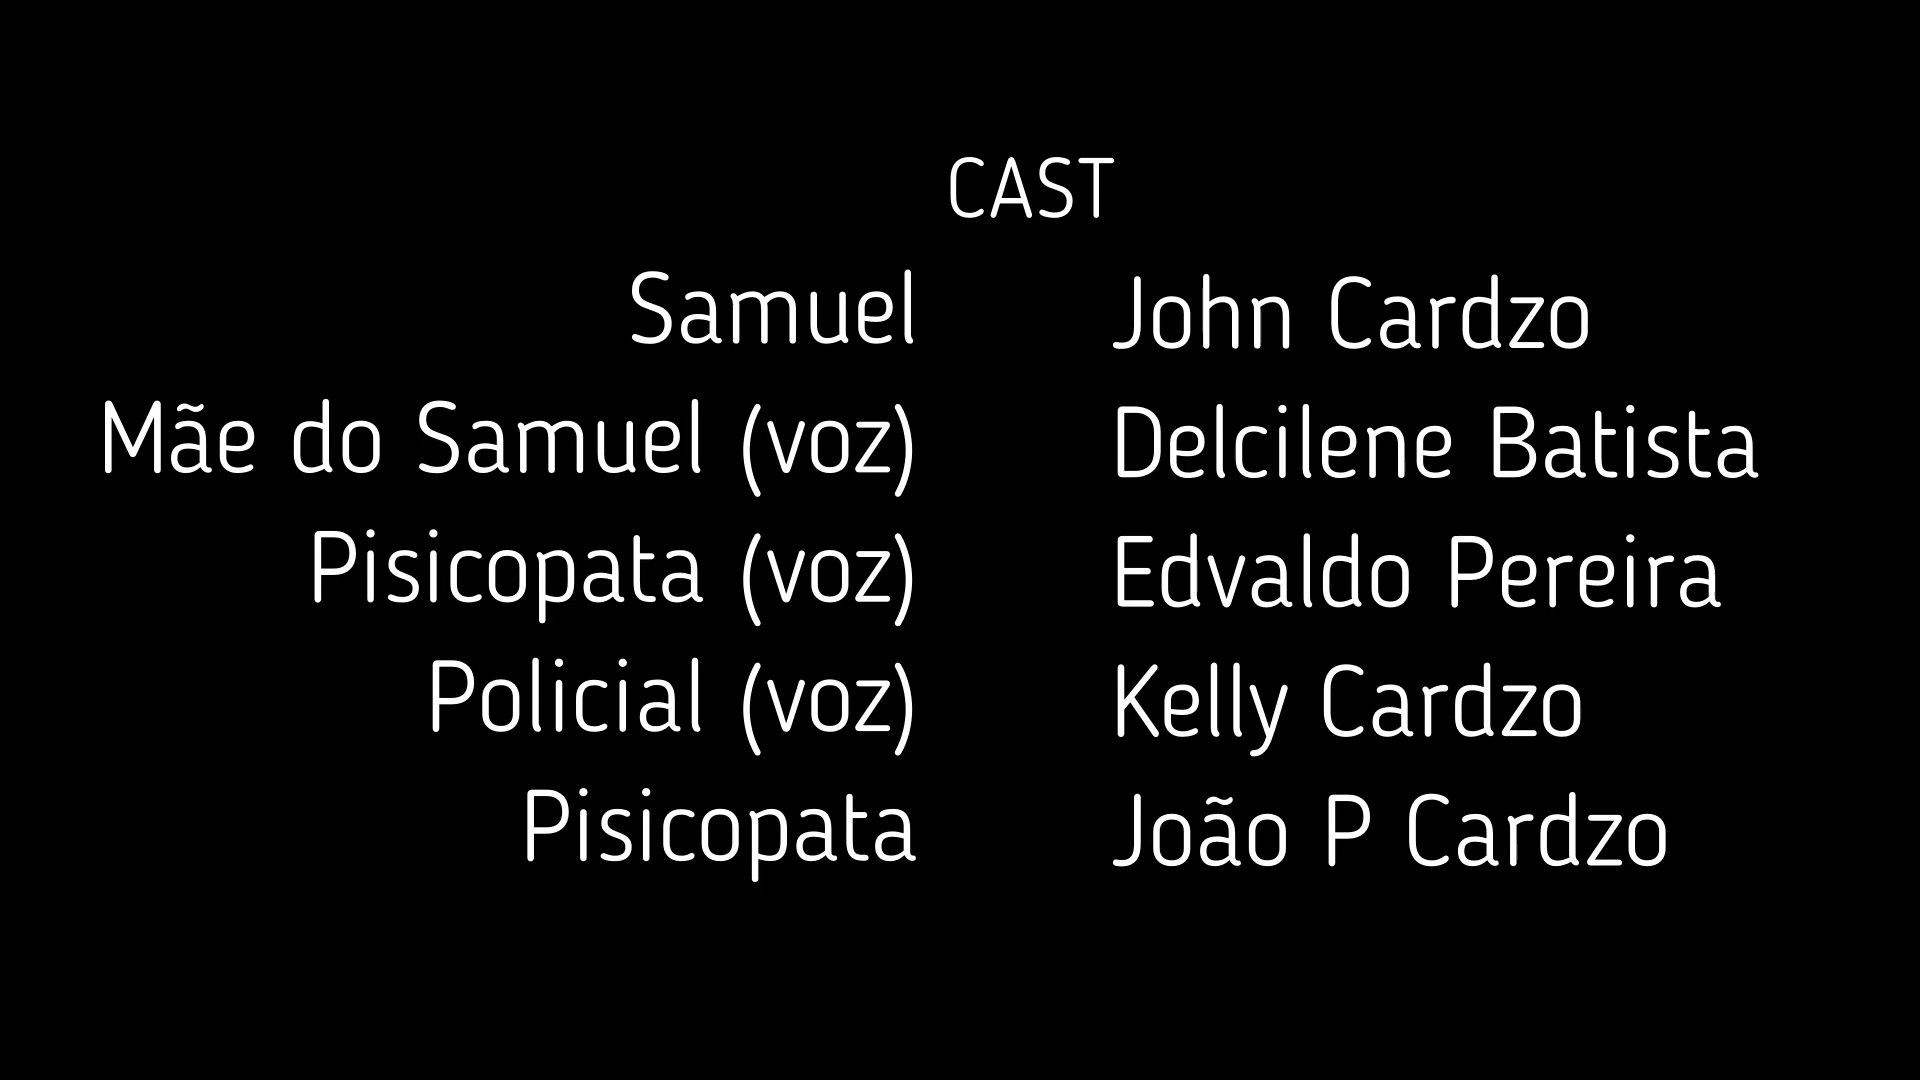 CAST
Samuel John Cardzo
Mãe do Samuel (voz) Delcilene Batista
Pisicopata (voz) Edvaldo Pereira
Policial (voz) Kelly Cardzo
Pisicopata João P Cardzo